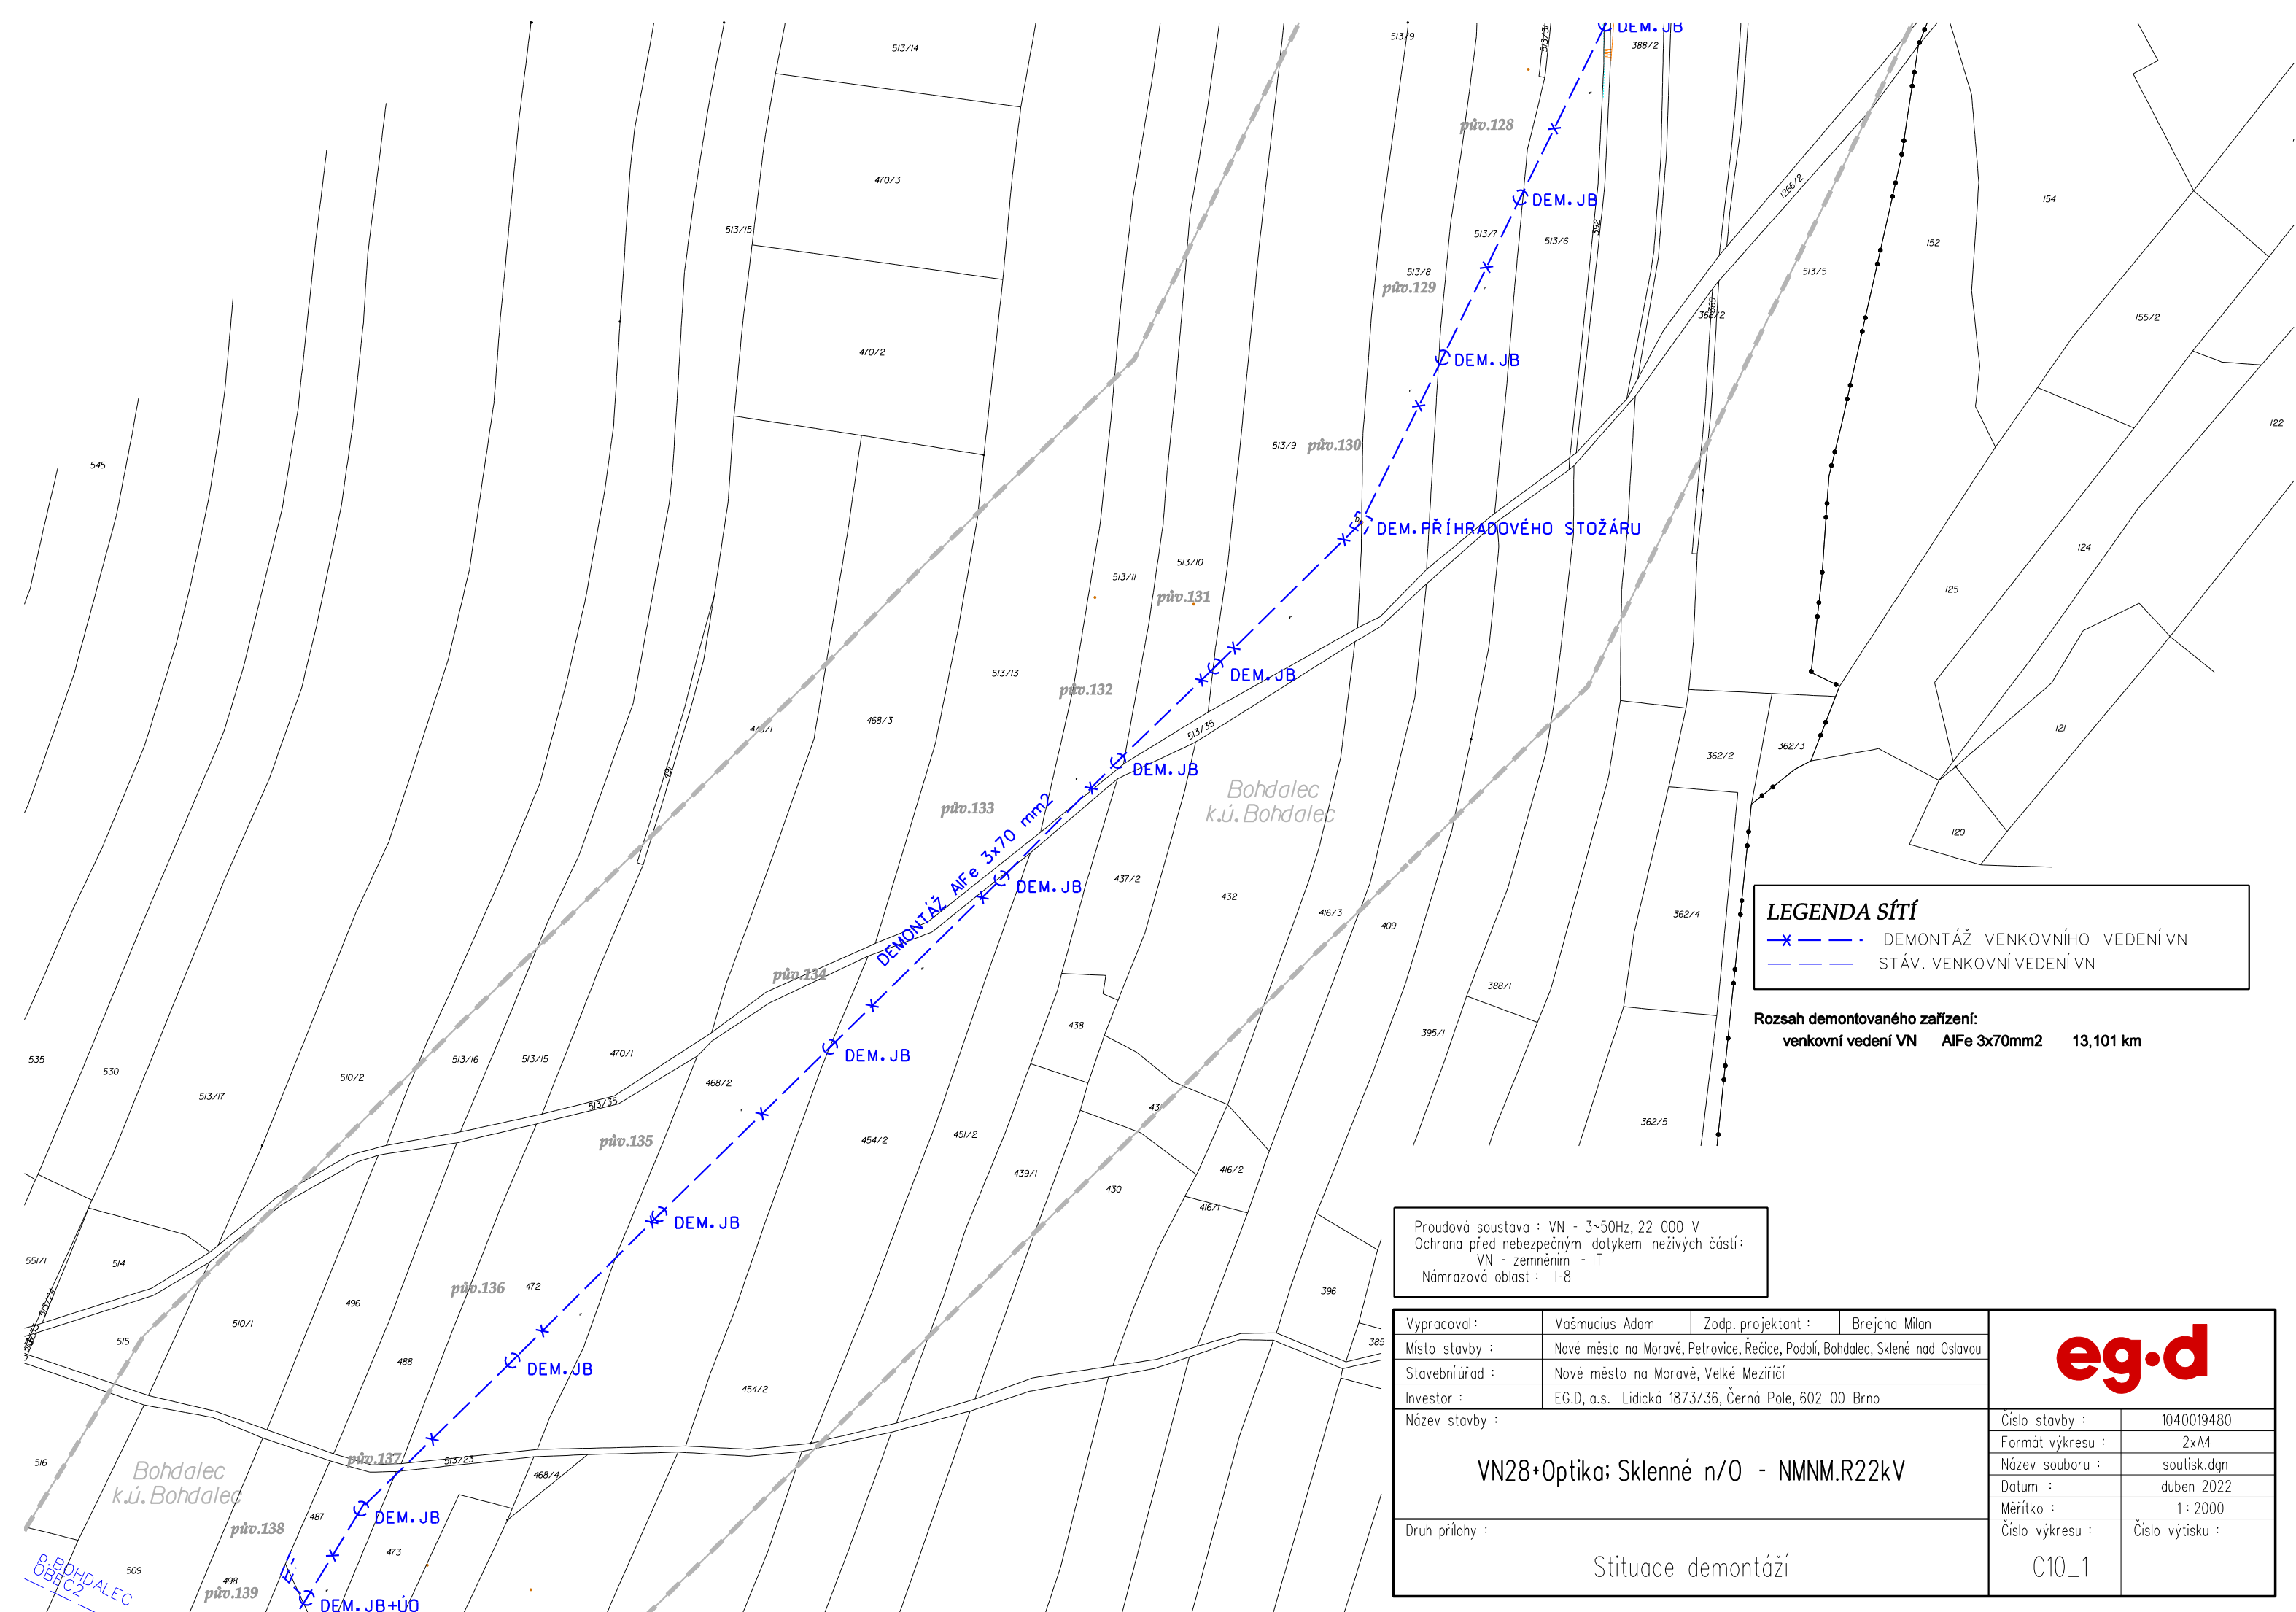 DEM.JB
513/14
513/9
513/31
388/2
pův.128
470/3
1266/2
154
DEM.JB
513/15
513/7
513/6
392
152
513/8
513/5
pův.129
369
368/2
155/2
470/2
DEM.JB
122
513/9
pův.130
545
DEM.PŘÍHRADOVÉHO STOŽÁRU
124
513/10
513/11
125
pův.131
513/13
DEM.JB
pův.132
468/3
475/1
513/35
121
362/3
362/2
491
DEM.JB
Bohdalec
k.ú.Bohdalec
pův.133
DEMONTÁŽ AlFe 3x70 mm2
120
437/2
DEM.JB
432
416/3
362/4
409
LEGENDA SÍTÍ
DEMONTÁŽ VENKOVNÍHO VEDENÍ VN
STÁV. VENKOVNÍ VEDENÍ VN
pův.134
388/1
Rozsah demontovaného zařízení:
venkovní vedení VN AlFe 3x70mm2 13,101 km
438
395/1
535
530
513/16
513/15
470/1
DEM.JB
510/2
468/2
513/17
513/35
431
362/5
pův.135
454/2
451/2
439/1
416/2
430
416/1
DEM.JB
551/1
514
513/24
pův.136
472
496
396
510/1
515
385
488
DEM.JB
454/2
Proudová soustava : VN - 3~50Hz, 22 000 V
Ochrana před nebezpečným dotykem neživých částí:
VN - zemněním - IT
Námrazová oblast : I-8
Vypracoval: Vašmucius Adam Zodp. projektant : Brejcha Milan
Místo stavby : Nové město na Moravě, Petrovice, Řečice, Podolí, Bohdalec, Sklené nad Oslavou
Stavební úřad : Nové město na Moravě, Velké Meziříčí
Investor : EG.D, a.s. Lidická 1873/36, Černá Pole, 602 00 Brno
eg.d
Název stavby :
VN28+Optika; Sklenné n/O - NMNM.R22kV
Číslo stavby : 1040019480
Formát výkresu : 2xA4
Název souboru : soutisk.dgn
Datum : duben 2022
Měřítko : 1 : 2000
Druh přílohy :
Stituace demontáží
Číslo výkresu : Číslo výtisku :
C10_1
516
pův.137
513/23
468/4
Bohdalec
k.ú.Bohdalec
487
DEM.JB
pův.138
473
p.BOHDALEC
OBEC2
509
498
pův.139
DEM.JB+ÚO